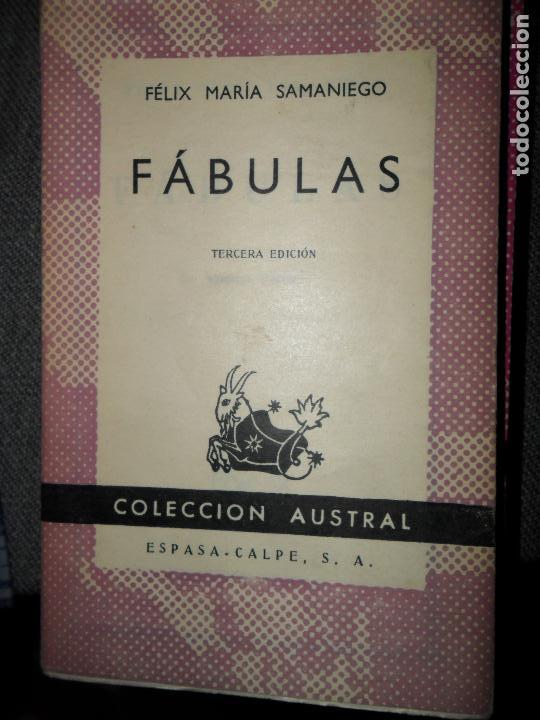 FÉLIX MARÍA SAMANIEGO
FÁBULAS
TERCERA EDICIÓN
COLECCION AUSTRAL
ESPASA-CALPE, S. A.
todocoleccion